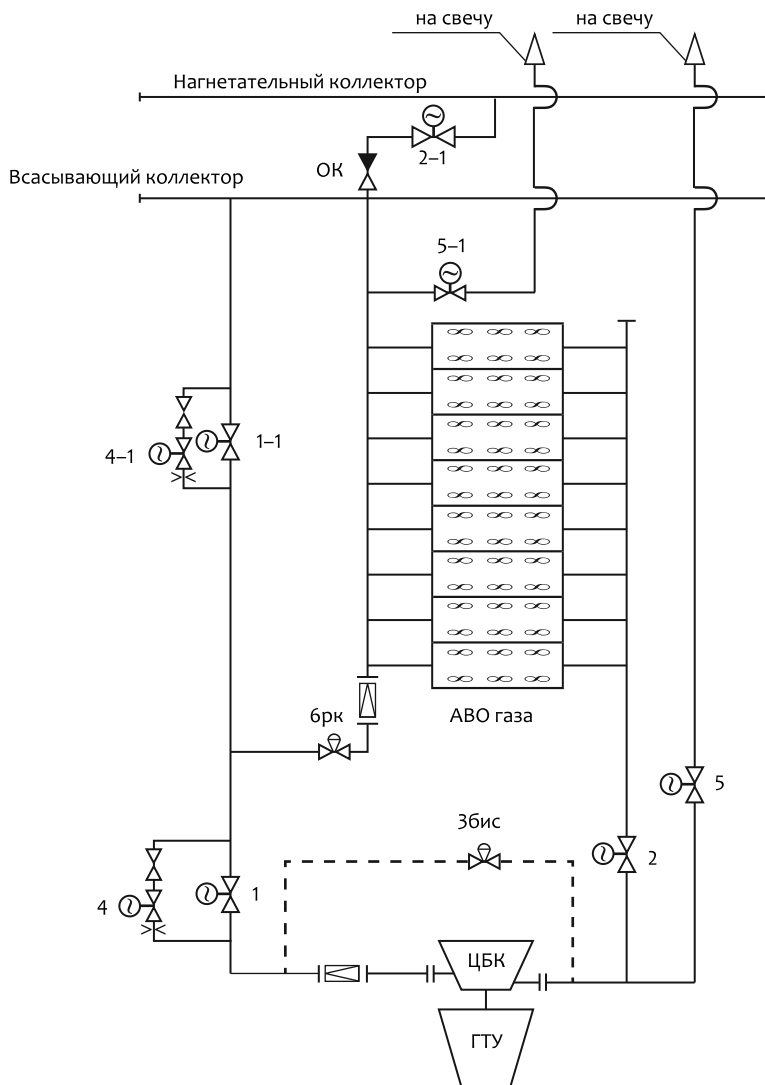 на свечу
на свечу
Нагнетательный коллектор
2–1
ОК
Всасывающий коллектор
5–1
4–1
1–1
6рк
АВО газа
5
3бис
2
4
1
ЦБК
ГТУ